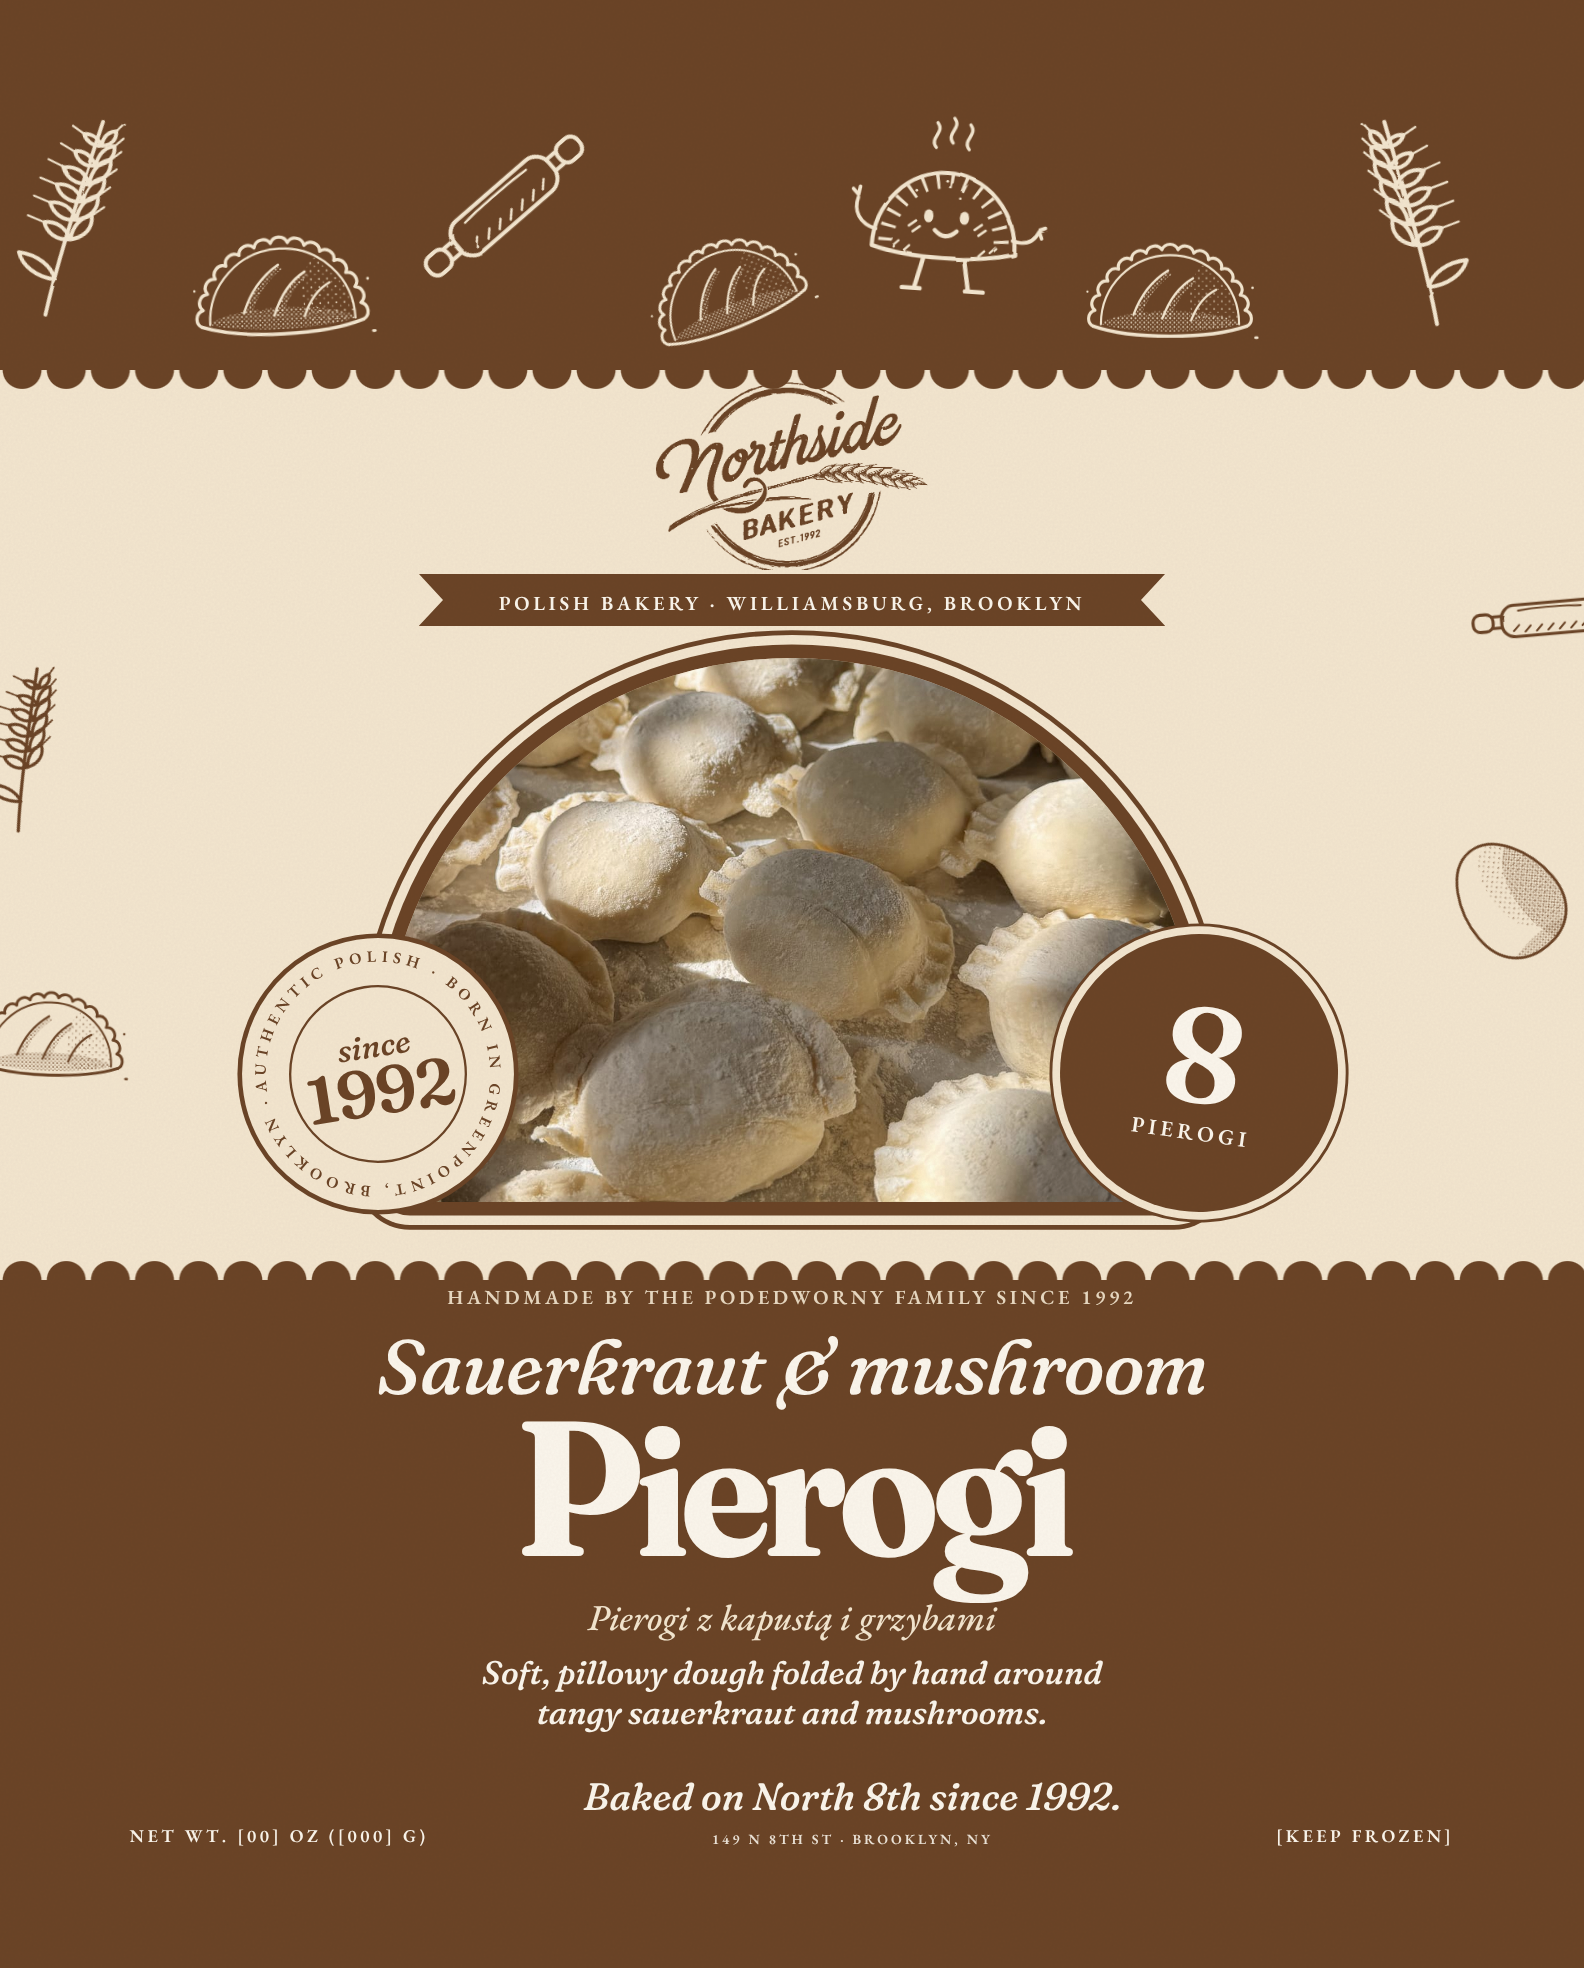 Northside
BAKERY
EST. 1992
POLISH BAKERY · WILLIAMSBURG, BROOKLYN
AUTHENTIC POLISH · BORN IN GREENPOINT, BROOKLYN ·
since
1992
8
PIEROGI
HANDMADE BY THE PODEDWORNY FAMILY SINCE 1992
Sauerkraut & mushroom
Pierogi
Pierogi z kapustą i grzybami
Soft, pillowy dough folded by hand around
tangy sauerkraut and mushrooms.
Baked on North 8th since 1992.
NET WT. [00] OZ ([000] G)
149 N 8TH ST · BROOKLYN, NY
[KEEP FROZEN]